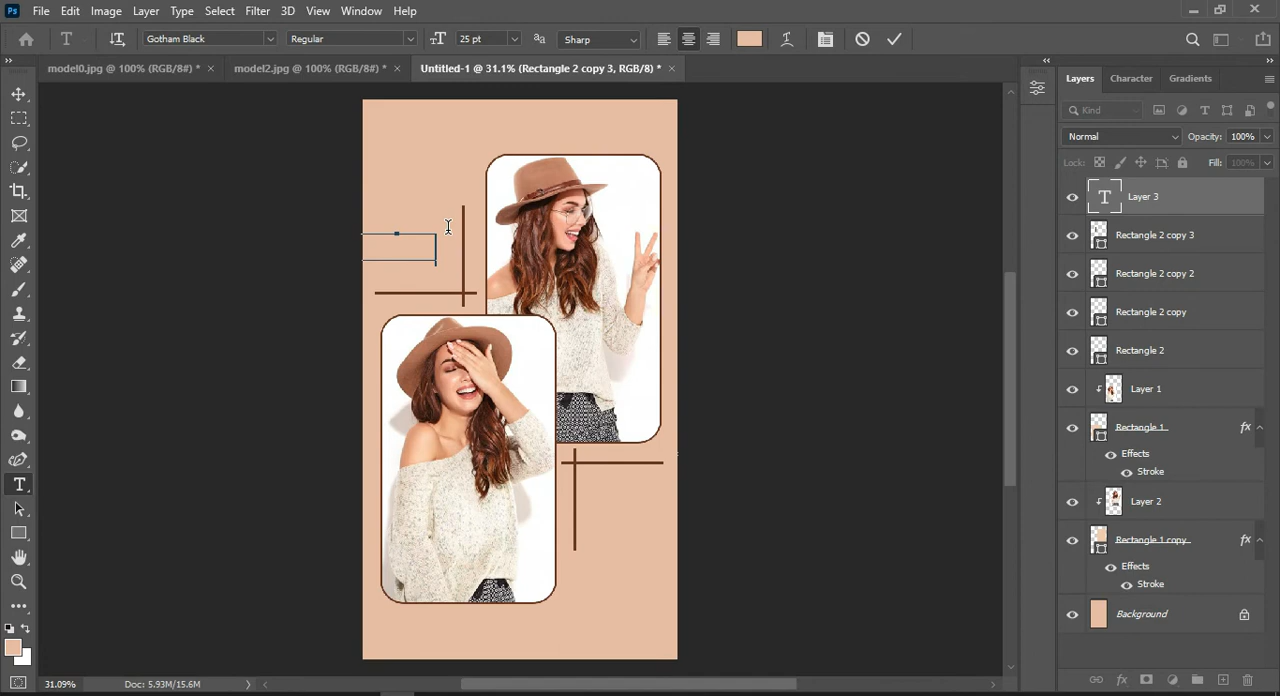 Ps File Edit Image Layer Type Select Filter 3D View Window Help
T Gotham Black Regular 25 pt Sharp
model0.jpg @ 100% (RGB/8#) * × model2.jpg @ 100% (RGB/8#) * × Untitled-1 @ 31.1% (Rectangle 2 copy 3, RGB/8) * ×
Layers Character Gradients
Kind
Normal Opacity: 100%
Lock: Fill: 100%
T Layer 3
Rectangle 2 copy 3
Rectangle 2 copy 2
Rectangle 2 copy
Rectangle 2
Layer 1
Rectangle 1 fx
Effects
Stroke
Layer 2
Rectangle 1 copy fx
Effects
Stroke
Background
31.09% Doc: 5.93M/15.6M